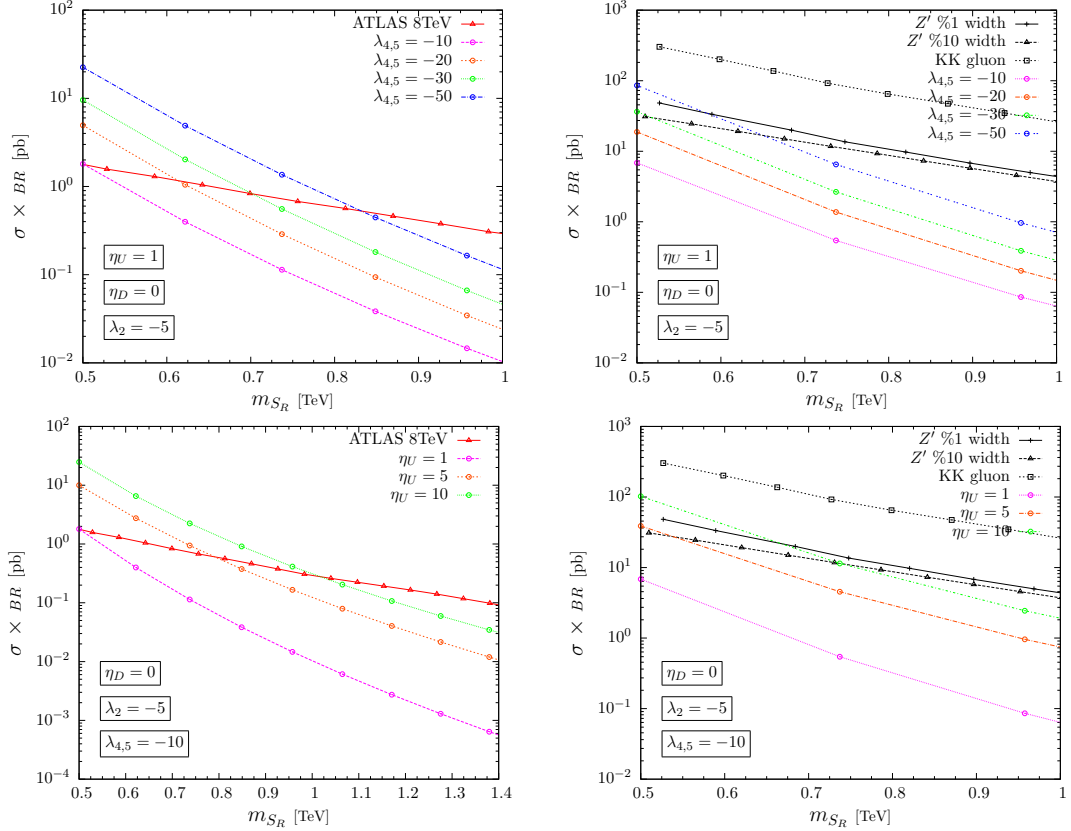 10^2
10^1
10^0
10^−1
10^−2
σ × BR [pb]
0.5 0.6 0.7 0.8 0.9 1
m_{S_R} [TeV]
ATLAS 8TeV
λ_{4,5} = −10
λ_{4,5} = −20
λ_{4,5} = −30
λ_{4,5} = −50
η_U = 1
η_D = 0
λ_2 = −5
10^3
10^2
10^1
10^0
10^−1
10^−2
σ × BR [pb]
0.5 0.6 0.7 0.8 0.9 1
m_{S_R} [TeV]
Z′ %1 width
Z′ %10 width
KK gluon
λ_{4,5} = −10
λ_{4,5} = −20
λ_{4,5} = −30
λ_{4,5} = −50
η_U = 1
η_D = 0
λ_2 = −5
10^2
10^1
10^0
10^−1
10^−2
10^−3
10^−4
σ × BR [pb]
0.5 0.6 0.7 0.8 0.9 1 1.1 1.2 1.3 1.4
m_{S_R} [TeV]
ATLAS 8TeV
η_U = 1
η_U = 5
η_U = 10
η_D = 0
λ_2 = −5
λ_{4,5} = −10
10^3
10^2
10^1
10^0
10^−1
10^−2
σ × BR [pb]
0.5 0.6 0.7 0.8 0.9 1
m_{S_R} [TeV]
Z′ %1 width
Z′ %10 width
KK gluon
η_U = 1
η_U = 5
η_U = 10
η_D = 0
λ_2 = −5
λ_{4,5} = −10